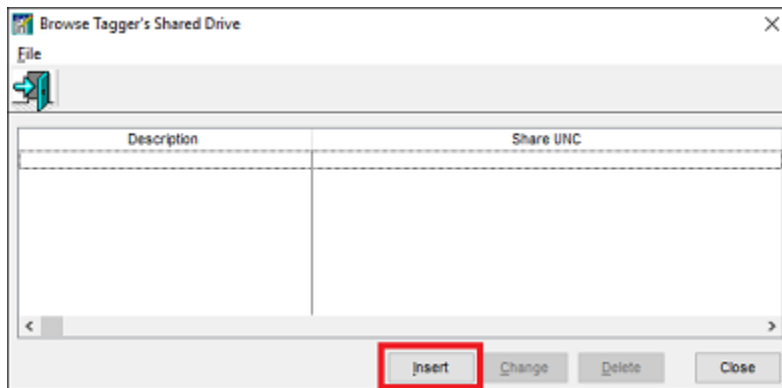 Browse Tagger's Shared Drive
File
Description Share UNC
Insert Change Delete Close